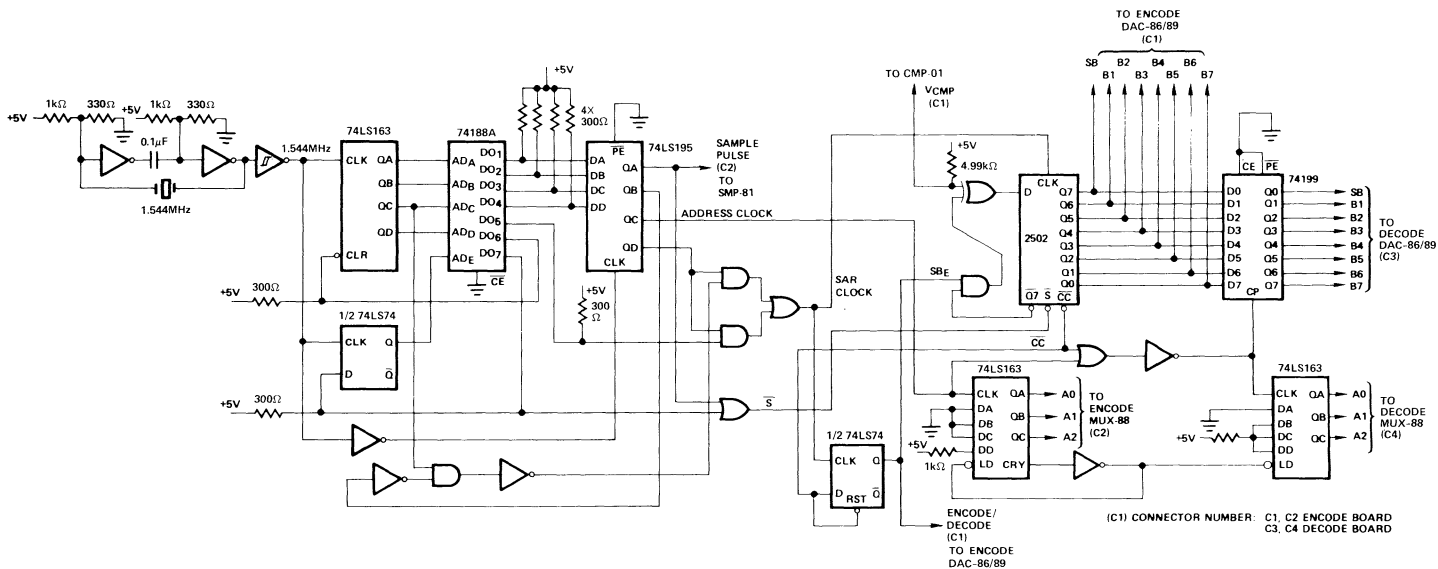 TO ENCODE
DAC-86/89
(C1)
SB B2 B4 B6
B1 B3 B5 B7
TO CMP-01
VCMP
(C1)
+5V
1kΩ 330Ω
+5V
1kΩ 330Ω
0.1µF
1.544MHz
1.544MHz
74LS163
CLK QA
QB
QC
QD
CLR
74188A
ADA DO1
ADB DO2
ADC DO3
ADD DO4
DO5
DO6
ADE DO7
CE
+5V
4X
300Ω
PE
74LS195
DA QA
DB QB
DC QC
DD QD
CLK
SAMPLE
PULSE
(C2)
TO
SMP-81
ADDRESS CLOCK
+5V
4.99kΩ
CLK
D Q7
Q6
Q5
Q4
2502 Q3
Q2
Q1
Q0
Q7 S CC
CE PE
74199
D0 Q0
D1 Q1
D2 Q2
D3 Q3
D4 Q4
D5 Q5
D6 Q6
D7 Q7
CP
SB
B1
B2
B3
B4
B5
B6
B7
TO
DECODE
DAC-86/89
(C3)
+5V
300Ω
+5V
300
Ω
SAR
CLOCK
SBE
CC
1/2 74LS74
CLK Q
D Q
+5V
300Ω
S
1/2 74LS74
CLK Q
D RST Q
74LS163
CLK QA
DA
DB QB
DC QC
DD
LD CRY
+5V
1kΩ
A0
A1
A2
TO
ENCODE
MUX-88
(C2)
74LS163
CLK QA
DA
DB QB
DC QC
DD
LD
+5V
A0
A1
A2
TO
DECODE
MUX-88
(C4)
ENCODE/
DECODE
(C1)
TO ENCODE
DAC-86/89
(C1) CONNECTOR NUMBER: C1, C2 ENCODE BOARD
C3, C4 DECODE BOARD